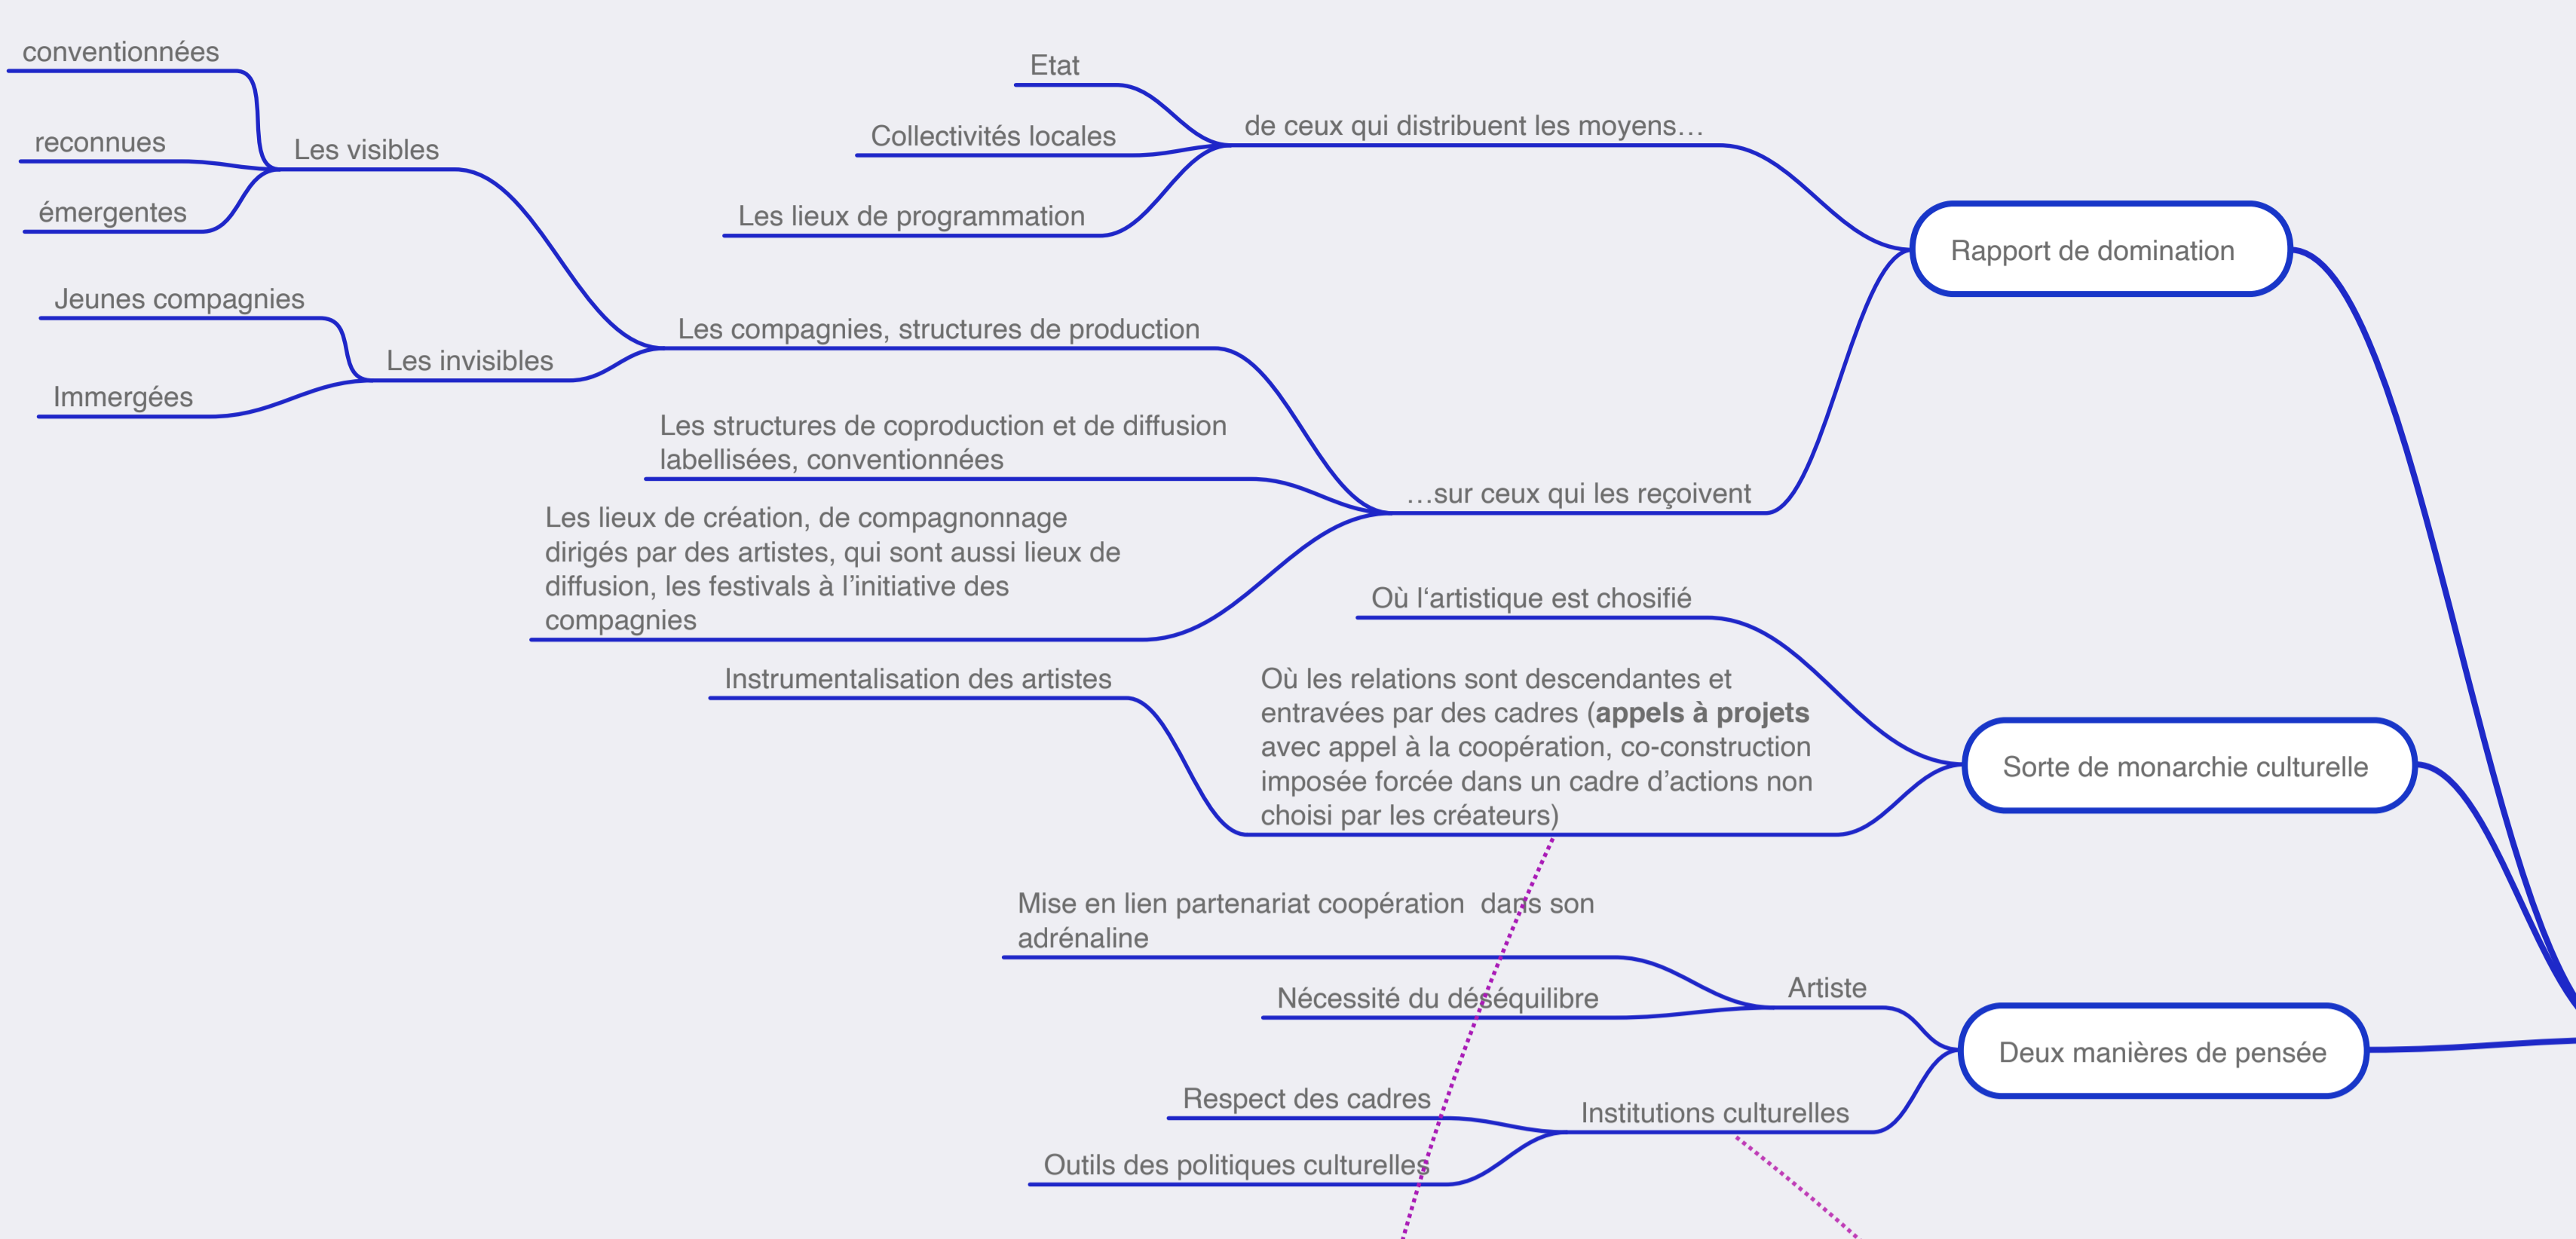 conventionnées
reconnues
émergentes
Les visibles
Jeunes compagnies
Immergées
Les invisibles
Etat
Collectivités locales
Les lieux de programmation
de ceux qui distribuent les moyens…
Les compagnies, structures de production
Les structures de coproduction et de diffusion
labellisées, conventionnées
Les lieux de création, de compagnonnage
dirigés par des artistes, qui sont aussi lieux de
diffusion, les festivals à l’initiative des
compagnies
…sur ceux qui les reçoivent
Rapport de domination
Où l‘artistique est chosifié
Instrumentalisation des artistes
Où les relations sont descendantes et
entravées par des cadres (appels à projets
avec appel à la coopération, co-construction
imposée forcée dans un cadre d’actions non
choisi par les créateurs)
Sorte de monarchie culturelle
Mise en lien partenariat coopération  dans son
adrénaline
Nécessité du déséquilibre
Artiste
Respect des cadres
Outils des politiques culturelles
Institutions culturelles
Deux manières de pensée